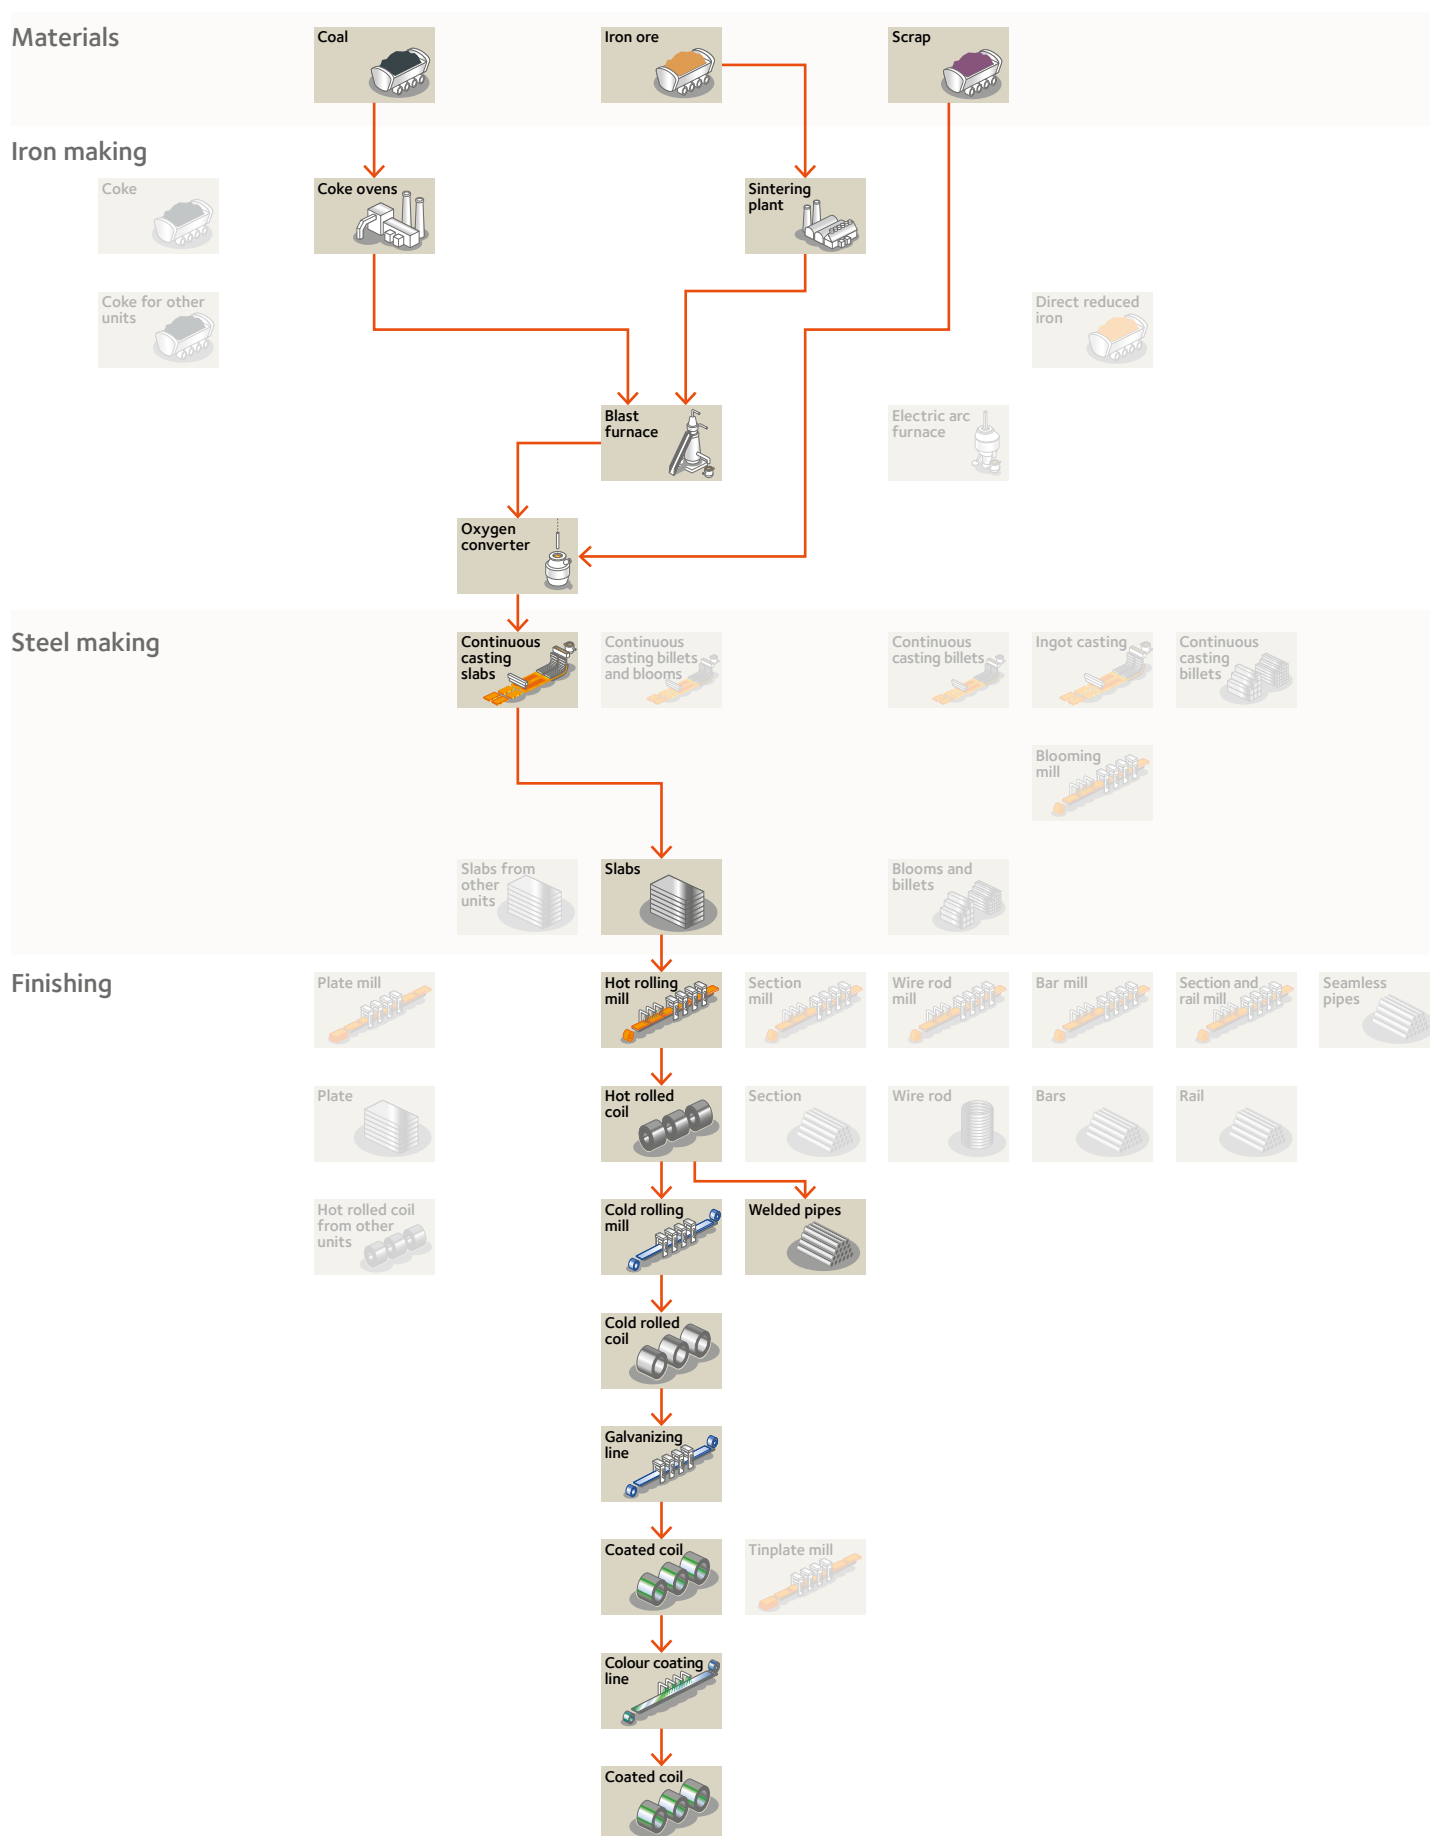 Materials
Coal
Iron ore
Scrap
Iron making
Coke
Coke ovens
Sintering
plant
Coke for other
units
Direct reduced
iron
Blast
furnace
Electric arc
furnace
Oxygen
converter
Steel making
Continuous
casting
slabs
Continuous
casting billets
and blooms
Continuous
casting billets
Ingot casting
Continuous
casting
billets
Blooming
mill
Slabs from
other
units
Slabs
Blooms and
billets
Finishing
Plate mill
Hot rolling
mill
Section
mill
Wire rod
mill
Bar mill
Section and
rail mill
Seamless
pipes
Plate
Hot rolled
coil
Section
Wire rod
Bars
Rail
Hot rolled coil
from other
units
Cold rolling
mill
Welded pipes
Cold rolled
coil
Galvanizing
line
Coated coil
Tinplate mill
Colour coating
line
Coated coil